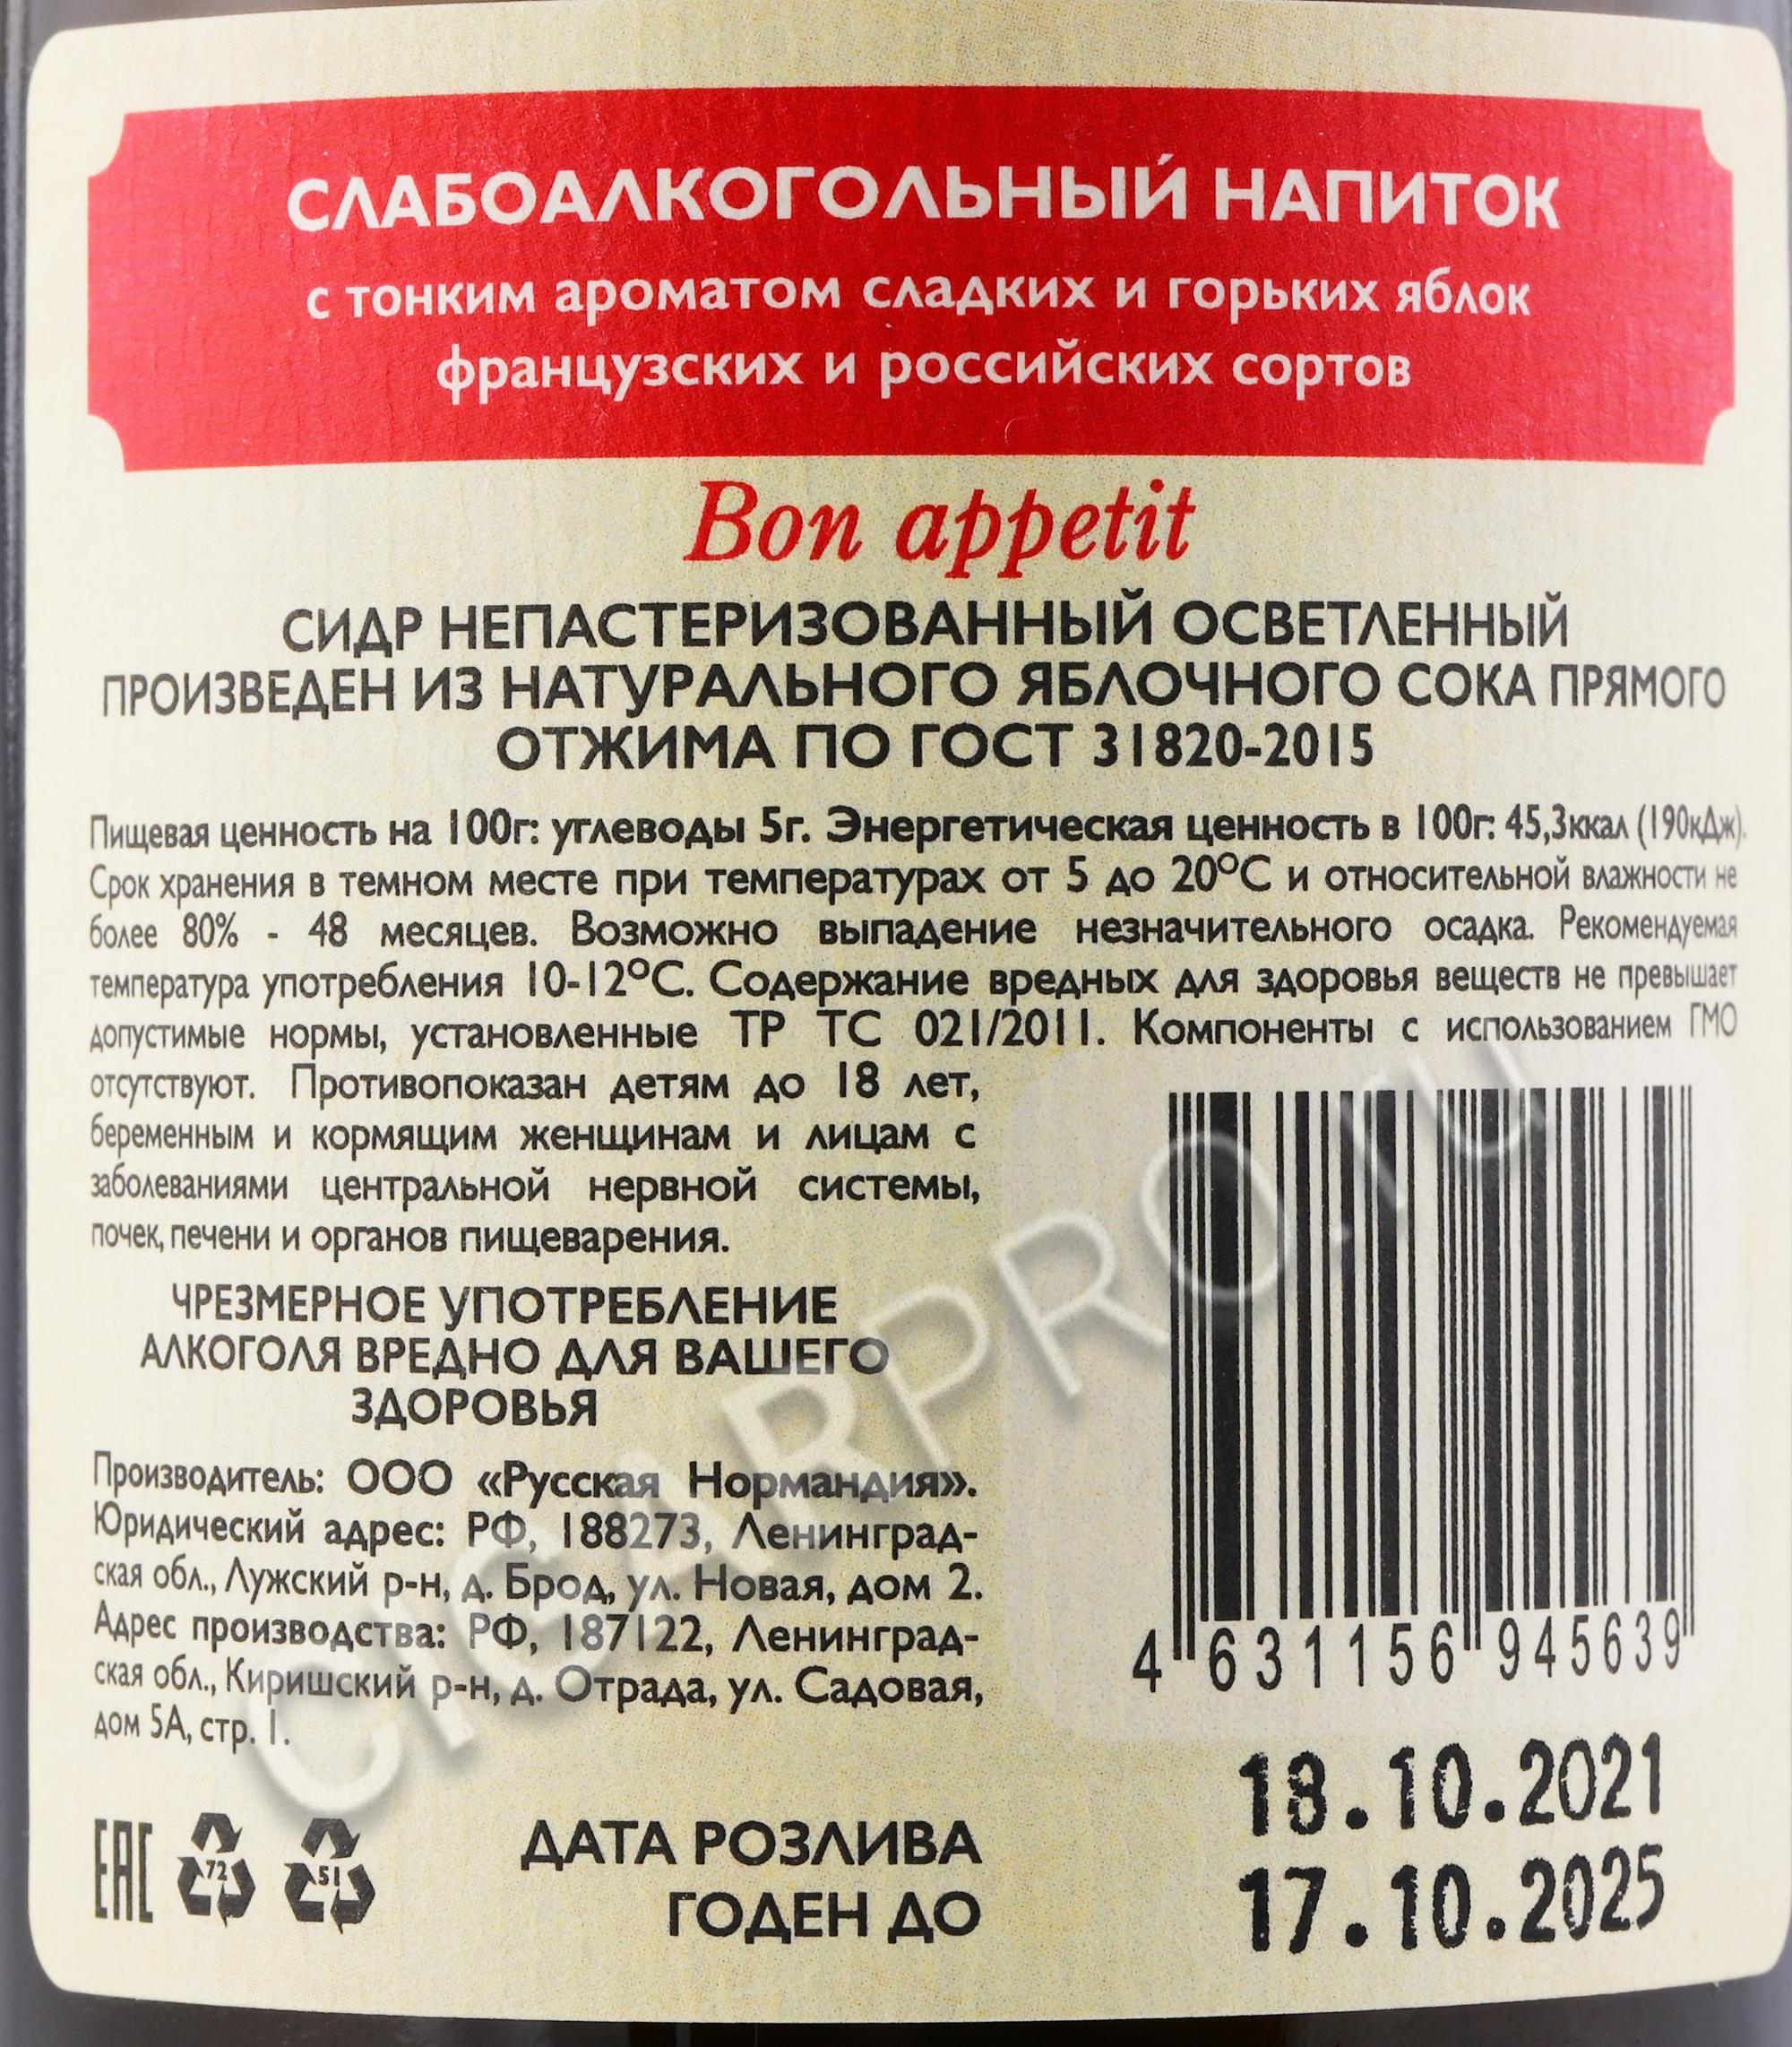 СЛАБОАЛКОГОЛЬНЫЙ НАПИТОК
с тонким ароматом сладких и горьких яблок
французских и российских сортов
Bon appetit
СИДР НЕПАСТЕРИЗОВАННЫЙ ОСВЕТЛЕННЫЙ
ПРОИЗВЕДЕН ИЗ НАТУРАЛЬНОГО ЯБЛОЧНОГО СОКА ПРЯМОГО
ОТЖИМА ПО ГОСТ 31820-2015
Пищевая ценность на 100г: углеводы 5г. Энергетическая ценность в 100г: 45,3ккал (190кДж).
Срок хранения в темном месте при температурах от 5 до 20°С и относительной влажности не
более 80% - 48 месяцев. Возможно выпадение незначительного осадка. Рекомендуемая
температура употребления 10-12°С. Содержание вредных для здоровья веществ не превышает
допустимые нормы, установленные ТР ТС 021/2011. Компоненты с использованием ГМО
отсутствуют. Противопоказан детям до 18 лет,
беременным и кормящим женщинам и лицам с
заболеваниями центральной нервной системы,
почек, печени и органов пищеварения.
ЧРЕЗМЕРНОЕ УПОТРЕБЛЕНИЕ
АЛКОГОЛЯ ВРЕДНО ДЛЯ ВАШЕГО
ЗДОРОВЬЯ
Производитель: ООО «Русская Нормандия».
Юридический адрес: РФ, 188273, Ленинград-
ская обл., Лужский р-н, д. Брод, ул. Новая, дом 2.
Адрес производства: РФ, 187122, Ленинград-
ская обл., Киришский р-н, д. Отрада, ул. Садовая,
дом 5А, стр. 1.
4 631156 945639
CIGARPRO.ru
EAC 72 51
ДАТА РОЗЛИВА 18.10.2021
ГОДЕН ДО 17.10.2025